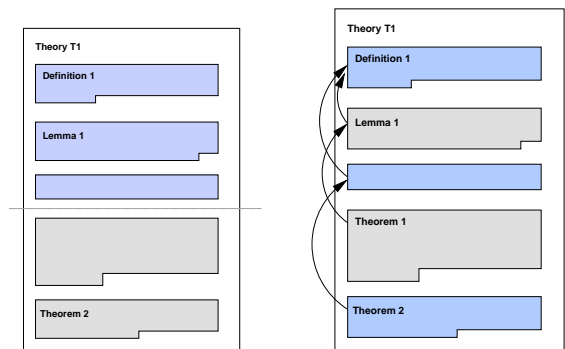 Theory T1
Definition 1
Lemma 1
Theorem 2
Theory T1
Definition 1
Lemma 1
Theorem 1
Theorem 2